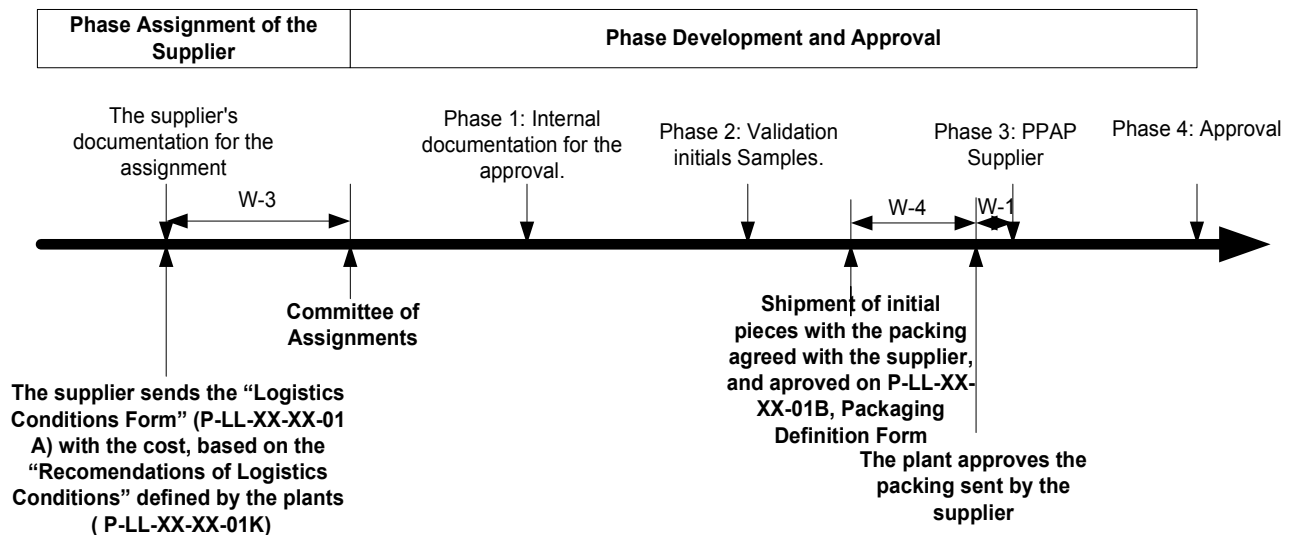 Phase Assignment of the
Supplier
Phase Development and Approval
The supplier's
documentation for the
assignment
Phase 1: Internal
documentation for the
approval.
Phase 2: Validation
initials Samples.
Phase 3: PPAP
Supplier
Phase 4: Approval
W-3
W-4
W-1
Committee of
Assignments
Shipment of initial
pieces with the packing
agreed with the supplier,
and aproved on P-LL-XX-
XX-01B, Packaging
Definition Form
The supplier sends the “Logistics
Conditions Form” (P-LL-XX-XX-01
A) with the cost, based on the
“Recomendations of Logistics
Conditions” defined by the plants
( P-LL-XX-XX-01K)
The plant approves the
packing sent by the
supplier